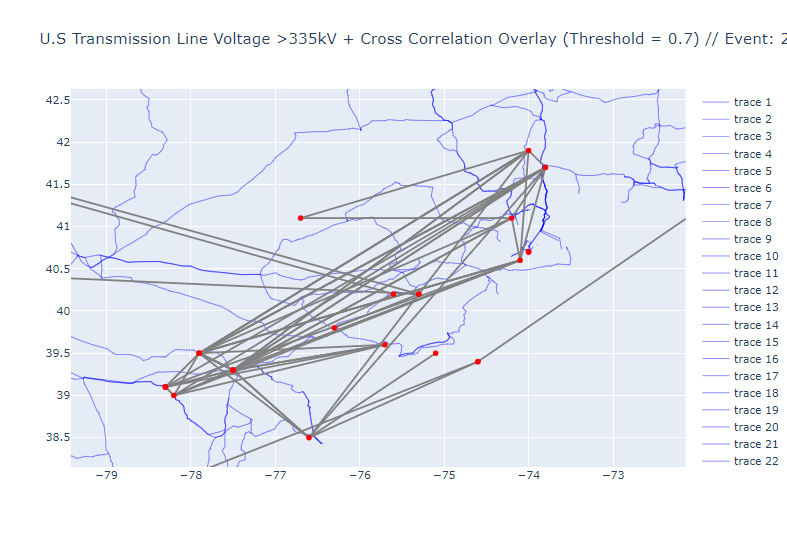 U.S Transmission Line Voltage >335kV + Cross Correlation Overlay (Threshold = 0.7) // Event: 2
42.5
42
41.5
41
40.5
40
39.5
39
38.5
−79
−78
−77
−76
−75
−74
−73
trace 1
trace 2
trace 3
trace 4
trace 5
trace 6
trace 7
trace 8
trace 9
trace 10
trace 11
trace 12
trace 13
trace 14
trace 15
trace 16
trace 17
trace 18
trace 19
trace 20
trace 21
trace 22